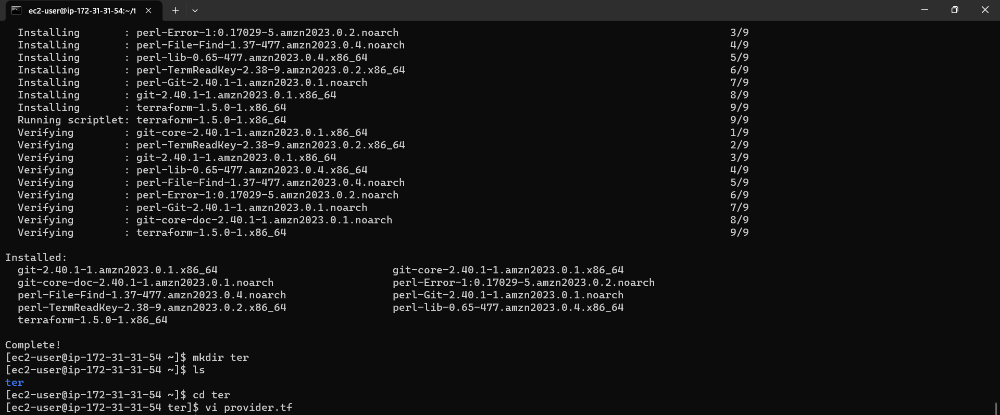 ec2-user@ip-172-31-31-54:~/t
Installing : perl-Error-1:0.17029-5.amzn2023.0.2.noarch 3/9
Installing : perl-File-Find-1.37-477.amzn2023.0.4.noarch 4/9
Installing : perl-lib-0.65-477.amzn2023.0.4.x86_64 5/9
Installing : perl-TermReadKey-2.38-9.amzn2023.0.2.x86_64 6/9
Installing : perl-Git-2.40.1-1.amzn2023.0.1.noarch 7/9
Installing : git-2.40.1-1.amzn2023.0.1.x86_64 8/9
Installing : terraform-1.5.0-1.x86_64 9/9
Running scriptlet: terraform-1.5.0-1.x86_64 9/9
Verifying : git-core-2.40.1-1.amzn2023.0.1.x86_64 1/9
Verifying : perl-TermReadKey-2.38-9.amzn2023.0.2.x86_64 2/9
Verifying : git-2.40.1-1.amzn2023.0.1.x86_64 3/9
Verifying : perl-lib-0.65-477.amzn2023.0.4.x86_64 4/9
Verifying : perl-File-Find-1.37-477.amzn2023.0.4.noarch 5/9
Verifying : perl-Error-1:0.17029-5.amzn2023.0.2.noarch 6/9
Verifying : perl-Git-2.40.1-1.amzn2023.0.1.noarch 7/9
Verifying : git-core-doc-2.40.1-1.amzn2023.0.1.noarch 8/9
Verifying : terraform-1.5.0-1.x86_64 9/9
Installed:
git-2.40.1-1.amzn2023.0.1.x86_64 git-core-2.40.1-1.amzn2023.0.1.x86_64
git-core-doc-2.40.1-1.amzn2023.0.1.noarch perl-Error-1:0.17029-5.amzn2023.0.2.noarch
perl-File-Find-1.37-477.amzn2023.0.4.noarch perl-Git-2.40.1-1.amzn2023.0.1.noarch
perl-TermReadKey-2.38-9.amzn2023.0.2.x86_64 perl-lib-0.65-477.amzn2023.0.4.x86_64
terraform-1.5.0-1.x86_64
Complete!
[ec2-user@ip-172-31-31-54 ~]$ mkdir ter
[ec2-user@ip-172-31-31-54 ~]$ ls
ter
[ec2-user@ip-172-31-31-54 ~]$ cd ter
[ec2-user@ip-172-31-31-54 ter]$ vi provider.tf